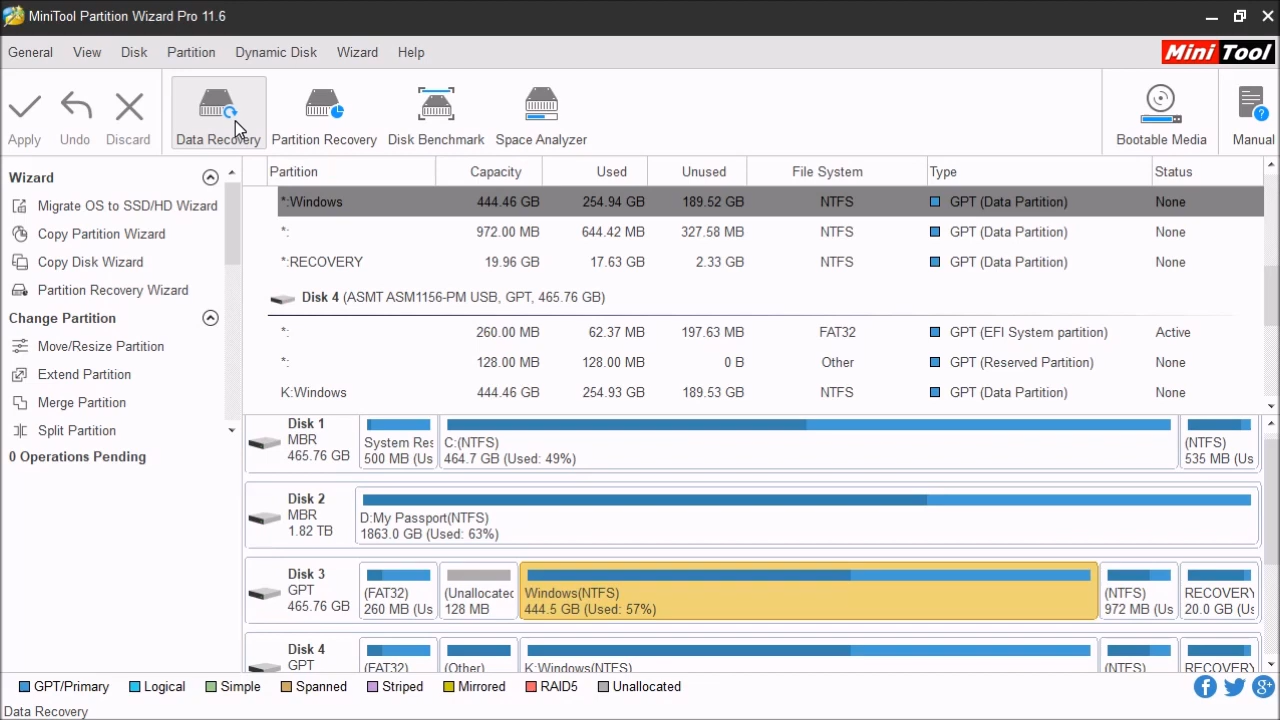 MiniTool Partition Wizard Pro 11.6
General View Disk Partition Dynamic Disk Wizard Help
Mini Tool
Apply Undo Discard Data Recovery Partition Recovery Disk Benchmark Space Analyzer Bootable Media Manual
Wizard
Migrate OS to SSD/HD Wizard
Copy Partition Wizard
Copy Disk Wizard
Partition Recovery Wizard
Change Partition
Move/Resize Partition
Extend Partition
Merge Partition
Split Partition
0 Operations Pending
Partition Capacity Used Unused File System Type Status
*:Windows 444.46 GB 254.94 GB 189.52 GB NTFS GPT (Data Partition) None
*: 972.00 MB 644.42 MB 327.58 MB NTFS GPT (Data Partition) None
*:RECOVERY 19.96 GB 17.63 GB 2.33 GB NTFS GPT (Data Partition) None
Disk 4 (ASMT ASM1156-PM USB, GPT, 465.76 GB)
*: 260.00 MB 62.37 MB 197.63 MB FAT32 GPT (EFI System partition) Active
*: 128.00 MB 128.00 MB 0 B Other GPT (Reserved Partition) None
K:Windows 444.46 GB 254.93 GB 189.53 GB NTFS GPT (Data Partition) None
Disk 1
MBR
465.76 GB
System Res
500 MB (Us
C:(NTFS)
464.7 GB (Used: 49%)
(NTFS)
535 MB (Us
Disk 2
MBR
1.82 TB
D:My Passport(NTFS)
1863.0 GB (Used: 63%)
Disk 3
GPT
465.76 GB
(FAT32)
260 MB (Us
(Unallocated
128 MB
Windows(NTFS)
444.5 GB (Used: 57%)
(NTFS)
972 MB (Us
RECOVERY
20.0 GB (Us
Disk 4
GPT
(FAT32)
(Other)
K:Windows(NTFS)
(NTFS)
RECOVERY
GPT/Primary Logical Simple Spanned Striped Mirrored RAID5 Unallocated
Data Recovery